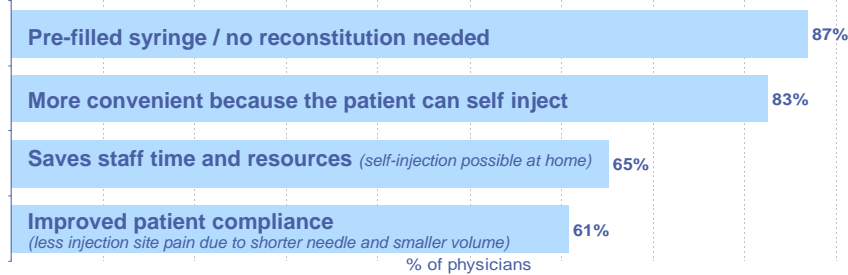 Pre-filled syringe / no reconstitution needed
87%
More convenient because the patient can self inject
83%
Saves staff time and resources (self-injection possible at home)
65%
Improved patient compliance
(less injection site pain due to shorter needle and smaller volume)
61%
% of physicians